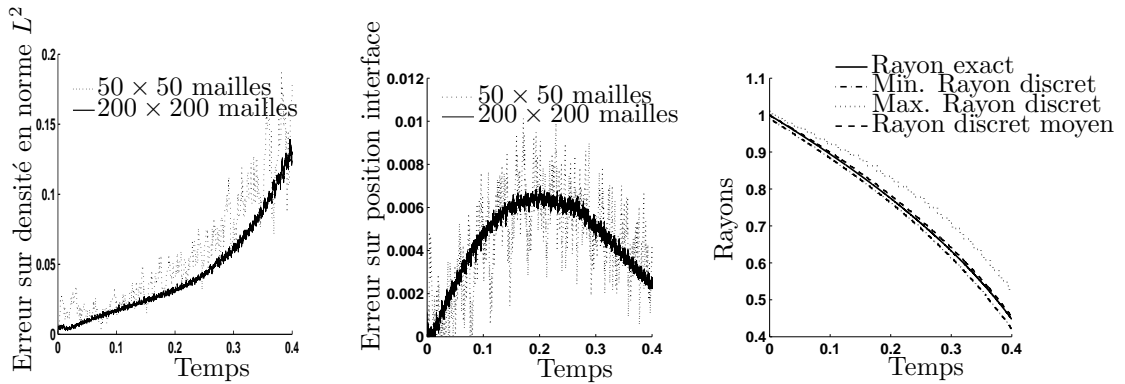 Erreur sur densité en norme L²
0.2
0.15
0.1
0.05
0
50 × 50 mailles
200 × 200 mailles
0 0.1 0.2 0.3 0.4
Temps
Erreur sur position interface
0.012
0.01
0.008
0.006
0.004
0.002
0
50 × 50 mailles
200 × 200 mailles
0 0.1 0.2 0.3 0.4
Temps
Rayons
1.1
1
0.9
0.8
0.7
0.6
0.5
0.4
Rayon exact
Min. Rayon discret
Max. Rayon discret
Rayon discret moyen
0 0.1 0.2 0.3 0.4
Temps